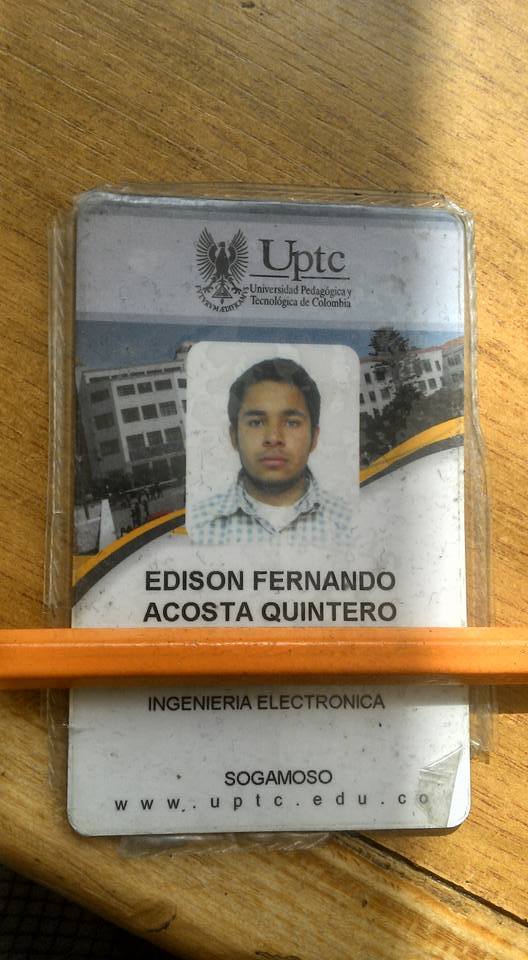 Uptc
Universidad Pedagógica y
Tecnológica de Colombia
EDISON FERNANDO
ACOSTA QUINTERO
INGENIERIA ELECTRONICA
SOGAMOSO
www.uptc.edu.co